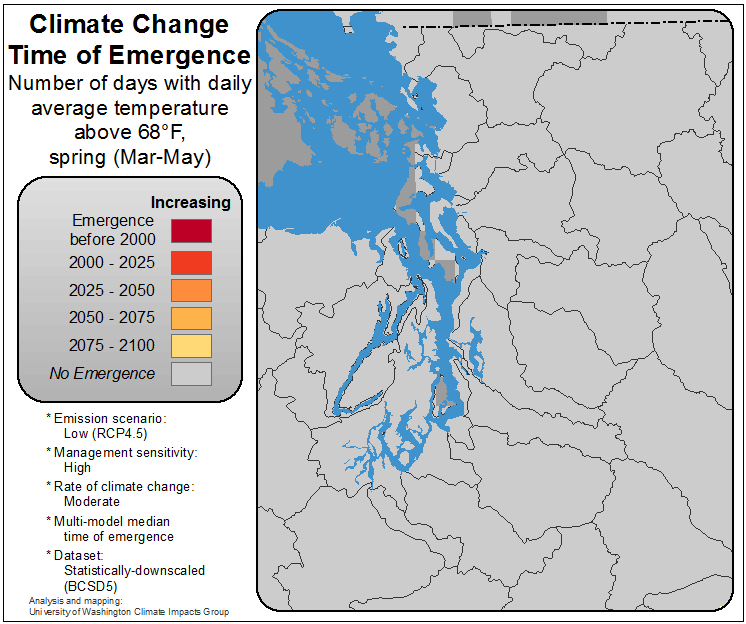 Climate Change
Time of Emergence
Number of days with daily
average temperature
above 68°F,
spring (Mar-May)
Increasing
Emergence
before 2000
2000 - 2025
2025 - 2050
2050 - 2075
2075 - 2100
No Emergence
* Emission scenario:
Low (RCP4.5)
* Management sensitivity:
High
* Rate of climate change:
Moderate
* Multi-model median
time of emergence
* Dataset:
Statistically-downscaled
(BCSD5)
Analysis and mapping:
University of Washington Climate Impacts Group